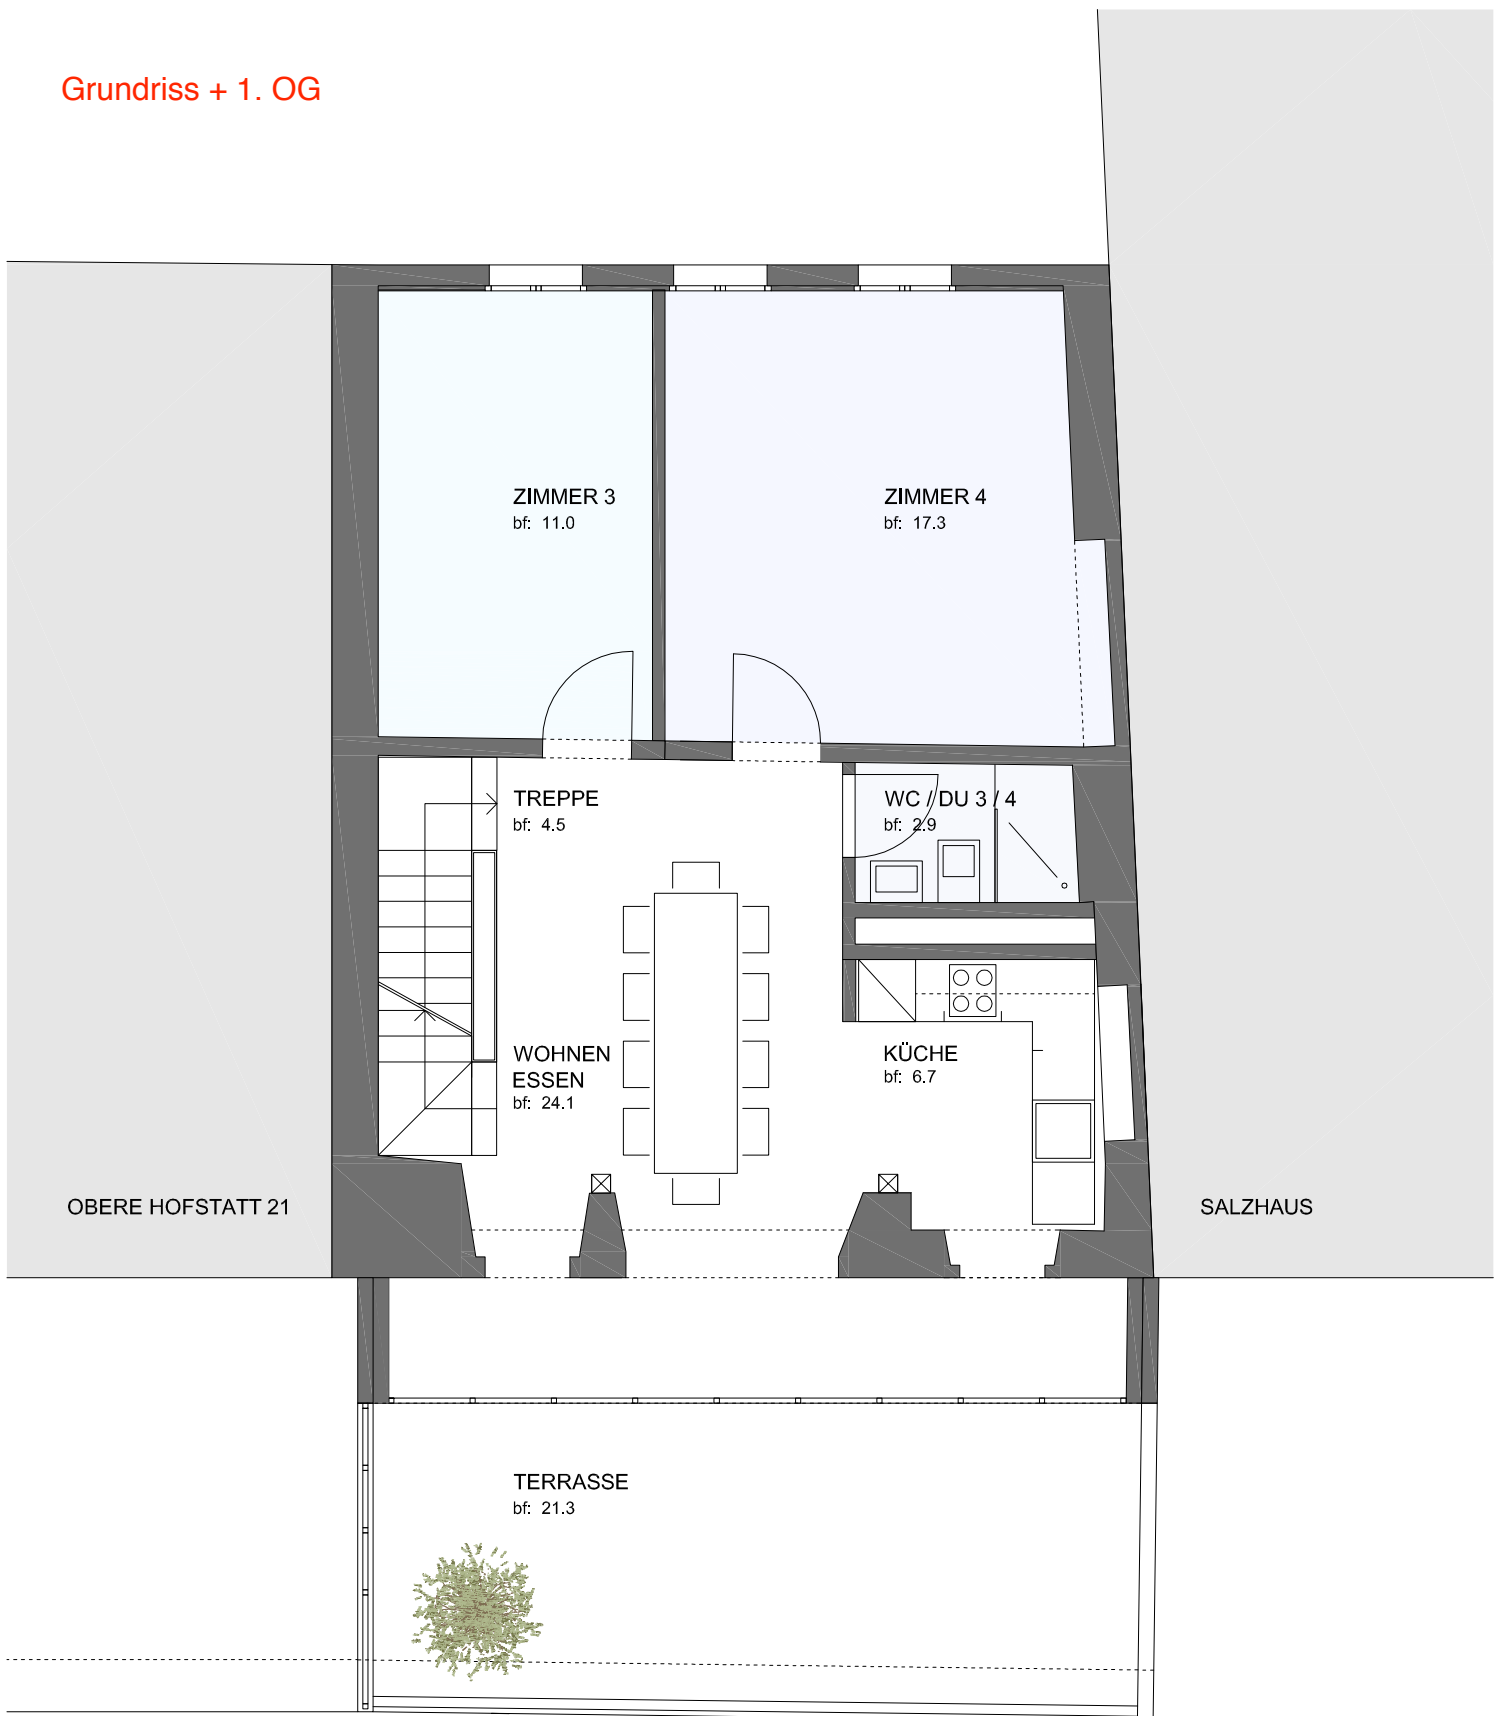 Grundriss + 1. OG
ZIMMER 3
bf: 11.0
ZIMMER 4
bf: 17.3
TREPPE
bf: 4.5
WC / DU 3 / 4
bf: 2.9
WOHNEN
ESSEN
bf: 24.1
KÜCHE
bf: 6.7
OBERE HOFSTATT 21
SALZHAUS
TERRASSE
bf: 21.3